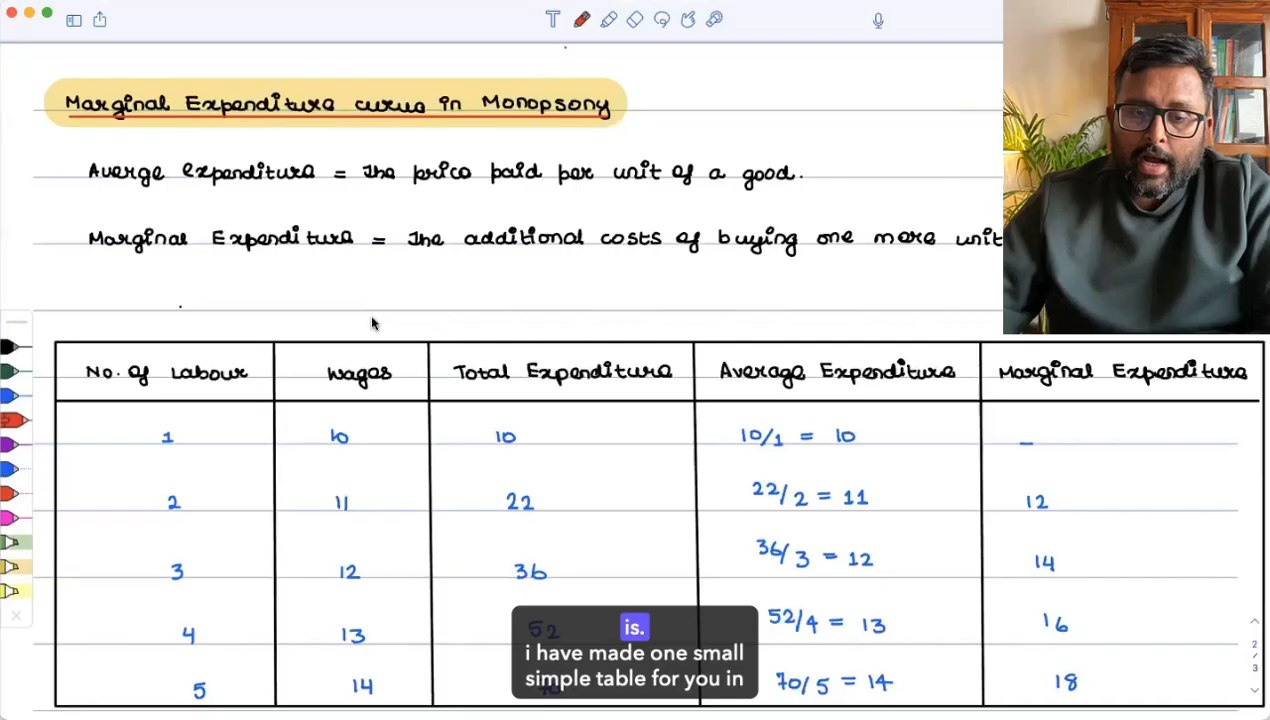 Marginal Expenditure curve in Monopsony
Averge expenditure = The price paid per unit of a good.
Marginal Expenditure = The additional costs of buying one more unit
No. of Labour Wages Total Expenditure Average Expenditure Marginal Expenditure
1 10 10 10/1 = 10 –
2 11 22 22/2 = 11 12
3 12 36 36/3 = 12 14
4 13 52 52/4 = 13 16
5 14 70/5 = 14 18
is.
i have made one small
simple table for you in
2
/
3